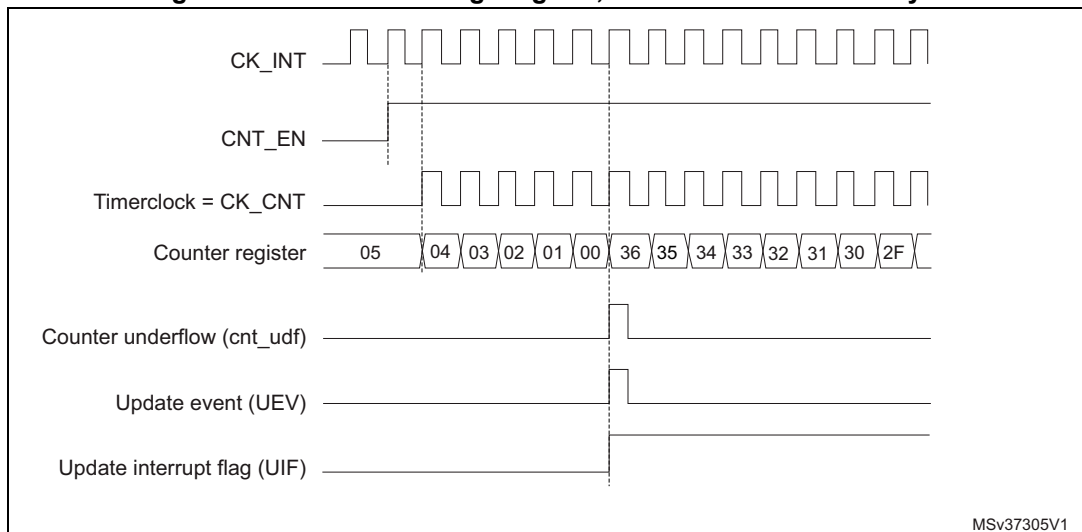 CK_INT
CNT_EN
Timerclock = CK_CNT
Counter register 05 04 03 02 01 00 36 35 34 33 32 31 30 2F
Counter underflow (cnt_udf)
Update event (UEV)
Update interrupt flag (UIF)
MSv37305V1